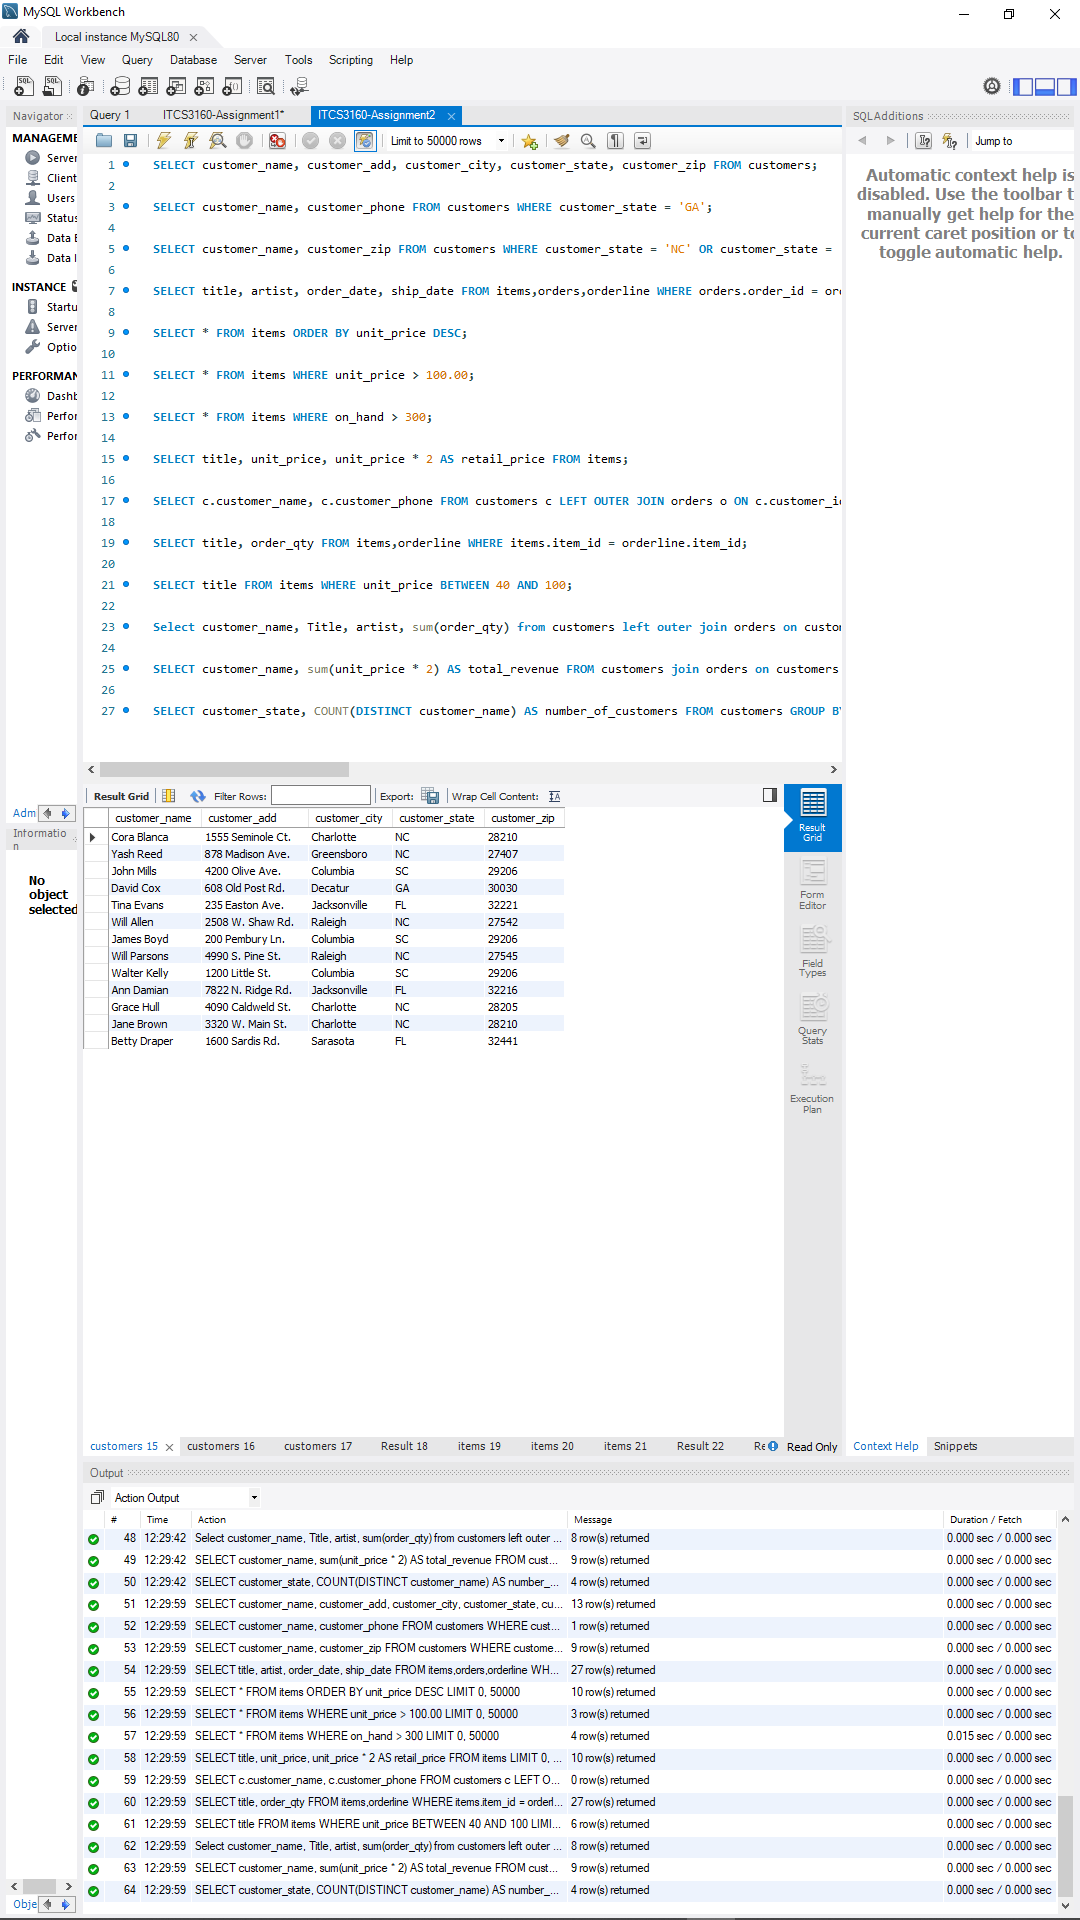 MySQL Workbench
Local instance MySQL80
File Edit View Query Database Server Tools Scripting Help
Navigator
MANAGEME
Server
Client
Users
Status
Data E
Data I
INSTANCE
Startu
Server
Optio
PERFORMAN
Dashb
Perfor
Perfor
Adm
Informatio
n
No
object
selected
Obje
Query 1 ITCS3160-Assignment1* ITCS3160-Assignment2
Limit to 50000 rows
1 SELECT customer_name, customer_add, customer_city, customer_state, customer_zip FROM customers;
2
3 SELECT customer_name, customer_phone FROM customers WHERE customer_state = 'GA';
4
5 SELECT customer_name, customer_zip FROM customers WHERE customer_state = 'NC' OR customer_state =
6
7 SELECT title, artist, order_date, ship_date FROM items,orders,orderline WHERE orders.order_id = or
8
9 SELECT * FROM items ORDER BY unit_price DESC;
10
11 SELECT * FROM items WHERE unit_price > 100.00;
12
13 SELECT * FROM items WHERE on_hand > 300;
14
15 SELECT title, unit_price, unit_price * 2 AS retail_price FROM items;
16
17 SELECT c.customer_name, c.customer_phone FROM customers c LEFT OUTER JOIN orders o ON c.customer_i
18
19 SELECT title, order_qty FROM items,orderline WHERE items.item_id = orderline.item_id;
20
21 SELECT title FROM items WHERE unit_price BETWEEN 40 AND 100;
22
23 Select customer_name, Title, artist, sum(order_qty) from customers left outer join orders on custo
24
25 SELECT customer_name, sum(unit_price * 2) AS total_revenue FROM customers join orders on customers
26
27 SELECT customer_state, COUNT(DISTINCT customer_name) AS number_of_customers FROM customers GROUP B
SQLAdditions
Jump to
Automatic context help is
disabled. Use the toolbar t
manually get help for the
current caret position or to
toggle automatic help.
Result Grid Filter Rows: Export: Wrap Cell Content:
customer_name customer_add customer_city customer_state customer_zip
Cora Blanca 1555 Seminole Ct. Charlotte NC 28210
Yash Reed 878 Madison Ave. Greensboro NC 27407
John Mills 4200 Olive Ave. Columbia SC 29206
David Cox 608 Old Post Rd. Decatur GA 30030
Tina Evans 235 Easton Ave. Jacksonville FL 32221
Will Allen 2508 W. Shaw Rd. Raleigh NC 27542
James Boyd 200 Pembury Ln. Columbia SC 29206
Will Parsons 4990 S. Pine St. Raleigh NC 27545
Walter Kelly 1200 Little St. Columbia SC 29206
Ann Damian 7822 N. Ridge Rd. Jacksonville FL 32216
Grace Hull 4090 Caldweld St. Charlotte NC 28205
Jane Brown 3320 W. Main St. Charlotte NC 28210
Betty Draper 1600 Sardis Rd. Sarasota FL 32441
Result
Grid
Form
Editor
Field
Types
Query
Stats
Execution
Plan
customers 15 customers 16 customers 17 Result 18 items 19 items 20 items 21 Result 22 Re Read Only
Context Help Snippets
Output
Action Output
# Time Action Message Duration / Fetch
48 12:29:42 Select customer_name, Title, artist, sum(order_qty) from customers left outer ... 8 row(s) returned 0.000 sec / 0.000 sec
49 12:29:42 SELECT customer_name, sum(unit_price * 2) AS total_revenue FROM cust... 9 row(s) returned 0.000 sec / 0.000 sec
50 12:29:42 SELECT customer_state, COUNT(DISTINCT customer_name) AS number_... 4 row(s) returned 0.000 sec / 0.000 sec
51 12:29:59 SELECT customer_name, customer_add, customer_city, customer_state, cu... 13 row(s) returned 0.000 sec / 0.000 sec
52 12:29:59 SELECT customer_name, customer_phone FROM customers WHERE cust... 1 row(s) returned 0.000 sec / 0.000 sec
53 12:29:59 SELECT customer_name, customer_zip FROM customers WHERE custome... 9 row(s) returned 0.000 sec / 0.000 sec
54 12:29:59 SELECT title, artist, order_date, ship_date FROM items,orders,orderline WH... 27 row(s) returned 0.000 sec / 0.000 sec
55 12:29:59 SELECT * FROM items ORDER BY unit_price DESC LIMIT 0, 50000 10 row(s) returned 0.000 sec / 0.000 sec
56 12:29:59 SELECT * FROM items WHERE unit_price > 100.00 LIMIT 0, 50000 3 row(s) returned 0.000 sec / 0.000 sec
57 12:29:59 SELECT * FROM items WHERE on_hand > 300 LIMIT 0, 50000 4 row(s) returned 0.015 sec / 0.000 sec
58 12:29:59 SELECT title, unit_price, unit_price * 2 AS retail_price FROM items LIMIT 0, ... 10 row(s) returned 0.000 sec / 0.000 sec
59 12:29:59 SELECT c.customer_name, c.customer_phone FROM customers c LEFT O... 0 row(s) returned 0.000 sec / 0.000 sec
60 12:29:59 SELECT title, order_qty FROM items,orderline WHERE items.item_id = orderl... 27 row(s) returned 0.000 sec / 0.000 sec
61 12:29:59 SELECT title FROM items WHERE unit_price BETWEEN 40 AND 100 LIMI... 6 row(s) returned 0.000 sec / 0.000 sec
62 12:29:59 Select customer_name, Title, artist, sum(order_qty) from customers left outer ... 8 row(s) returned 0.000 sec / 0.000 sec
63 12:29:59 SELECT customer_name, sum(unit_price * 2) AS total_revenue FROM cust... 9 row(s) returned 0.000 sec / 0.000 sec
64 12:29:59 SELECT customer_state, COUNT(DISTINCT customer_name) AS number_... 4 row(s) returned 0.000 sec / 0.000 sec